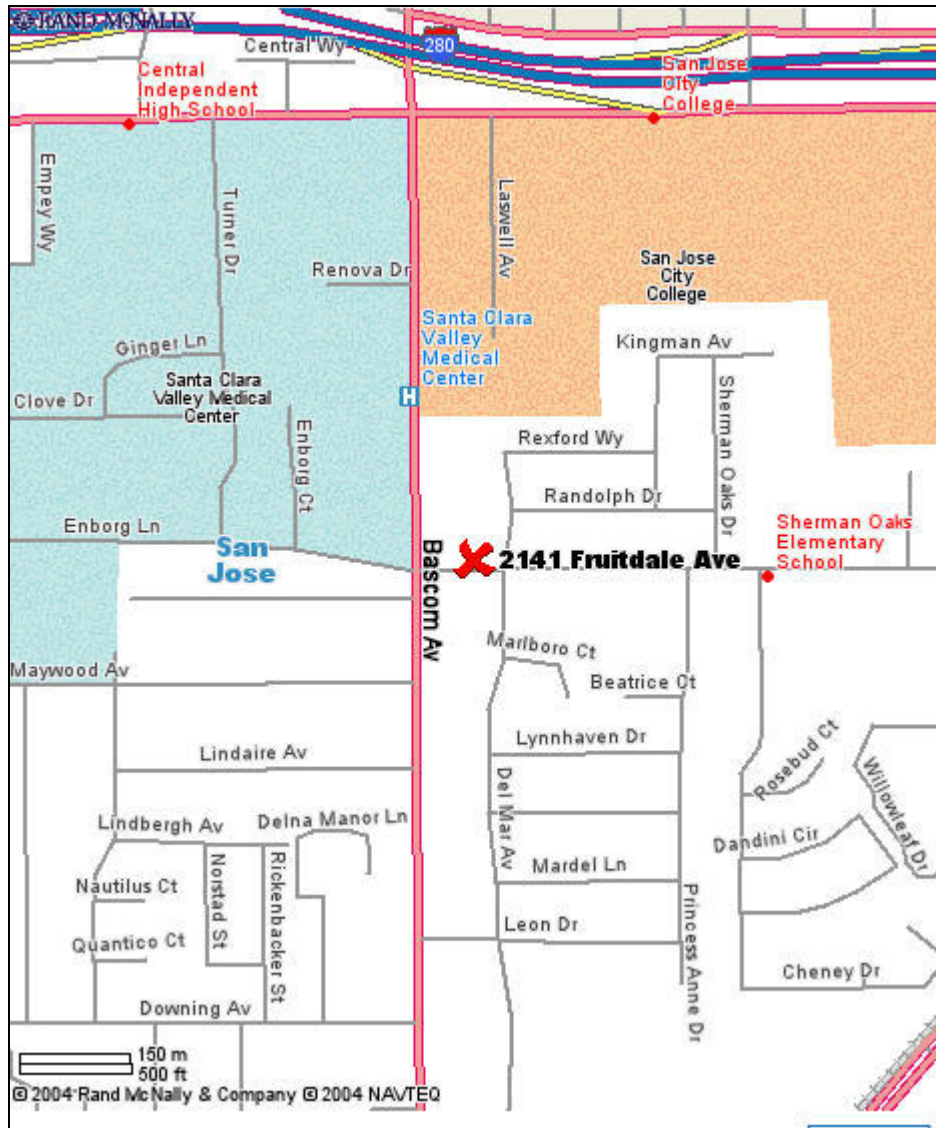 RAND MCNALLY
Central Wy
280
Central
Independent
High School
San Jose
City
College
Empey Wy
Turner Dr
Laswell Av
Renova Dr
San Jose
City
College
Santa Clara
Valley
Medical
Center
Ginger Ln
Kingman Av
Santa Clara
Valley Medical
Center
Clove Dr
H
Enborg Ct
Sherman Oaks Dr
Rexford Wy
Randolph Dr
Enborg Ln
Sherman Oaks
Elementary
School
San
Jose
Bascom Av
2141 Fruitdale Ave
Marlboro Ct
Maywood Av
Beatrice Ct
Lynnhaven Dr
Lindaire Av
Rosebud Ct
Willowleaf Dr
Del Mar Av
Lindbergh Av
Delna Manor Ln
Dandini Cir
Norstad St
Rickenbacker St
Mardel Ln
Nautilus Ct
Princess Anne Dr
Leon Dr
Quantico Ct
Cheney Dr
Downing Av
150 m
500 ft
© 2004 Rand McNally & Company © 2004 NAVTEQ